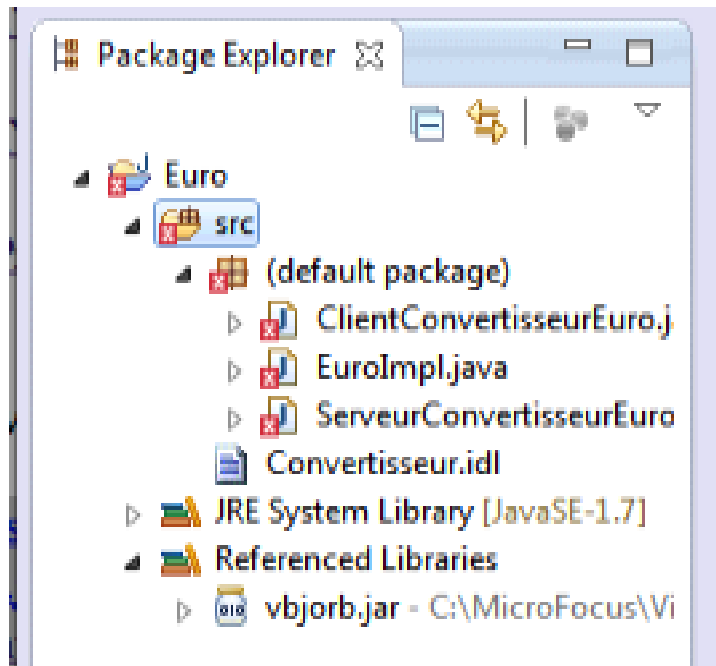 Package Explorer
Euro
src
(default package)
ClientConvertisseurEuro.j
EuroImpl.java
ServeurConvertisseurEuro
Convertisseur.idl
JRE System Library [JavaSE-1.7]
Referenced Libraries
vbjorb.jar - C:\MicroFocus\Vi